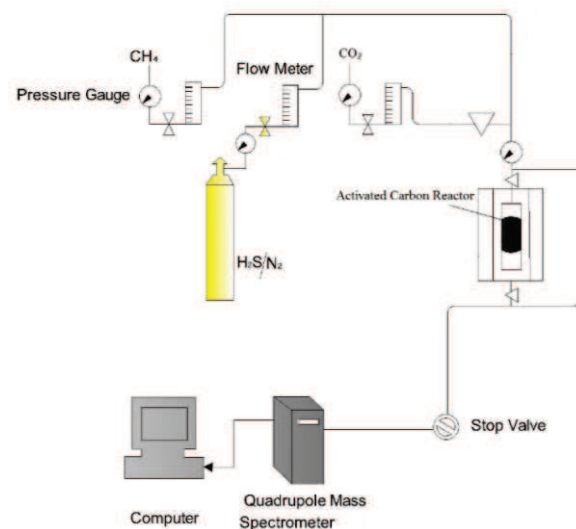 CH₄
Flow Meter
CO₂
Pressure Gauge
Activated Carbon Reactor
H₂S/N₂
Stop Valve
Quadrupole Mass
Spectrometer
Computer